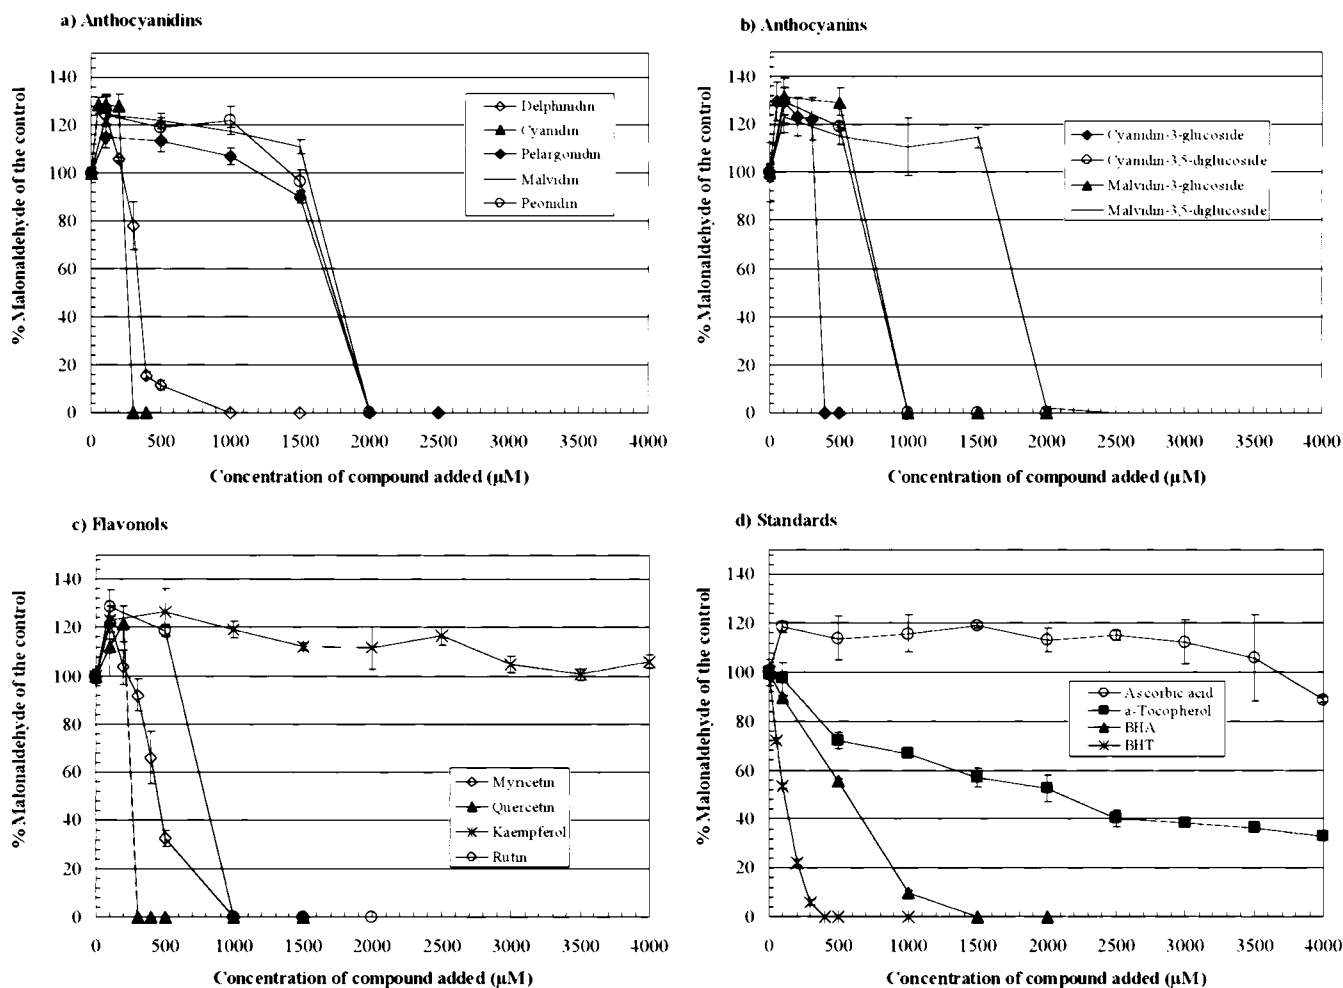 a) Anthocyanidins
% Malonaldehyde of the control
140
120
100
80
60
40
20
0
Delphinidin
Cyanidin
Pelargonidin
Malvidin
Peonidin
0 500 1000 1500 2000 2500 3000 3500 4000
Concentration of compound added (µM)
b) Anthocyanins
% Malonaldehyde of the control
140
120
100
80
60
40
20
0
Cyanidin-3-glucoside
Cyanidin-3,5-diglucoside
Malvidin-3-glucoside
Malvidin-3,5-diglucoside
0 500 1000 1500 2000 2500 3000 3500 4000
Concentration of compound added (µM)
c) Flavonols
% Malonaldehyde of the control
140
120
100
80
60
40
20
0
Myricetin
Quercetin
Kaempferol
Rutin
0 500 1000 1500 2000 2500 3000 3500 4000
Concentration of compound added (µM)
d) Standards
% Malonaldehyde of the control
140
120
100
80
60
40
20
0
Ascorbic acid
a-Tocopherol
BHA
BHT
0 500 1000 1500 2000 2500 3000 3500 4000
Concentration of compound added (µM)